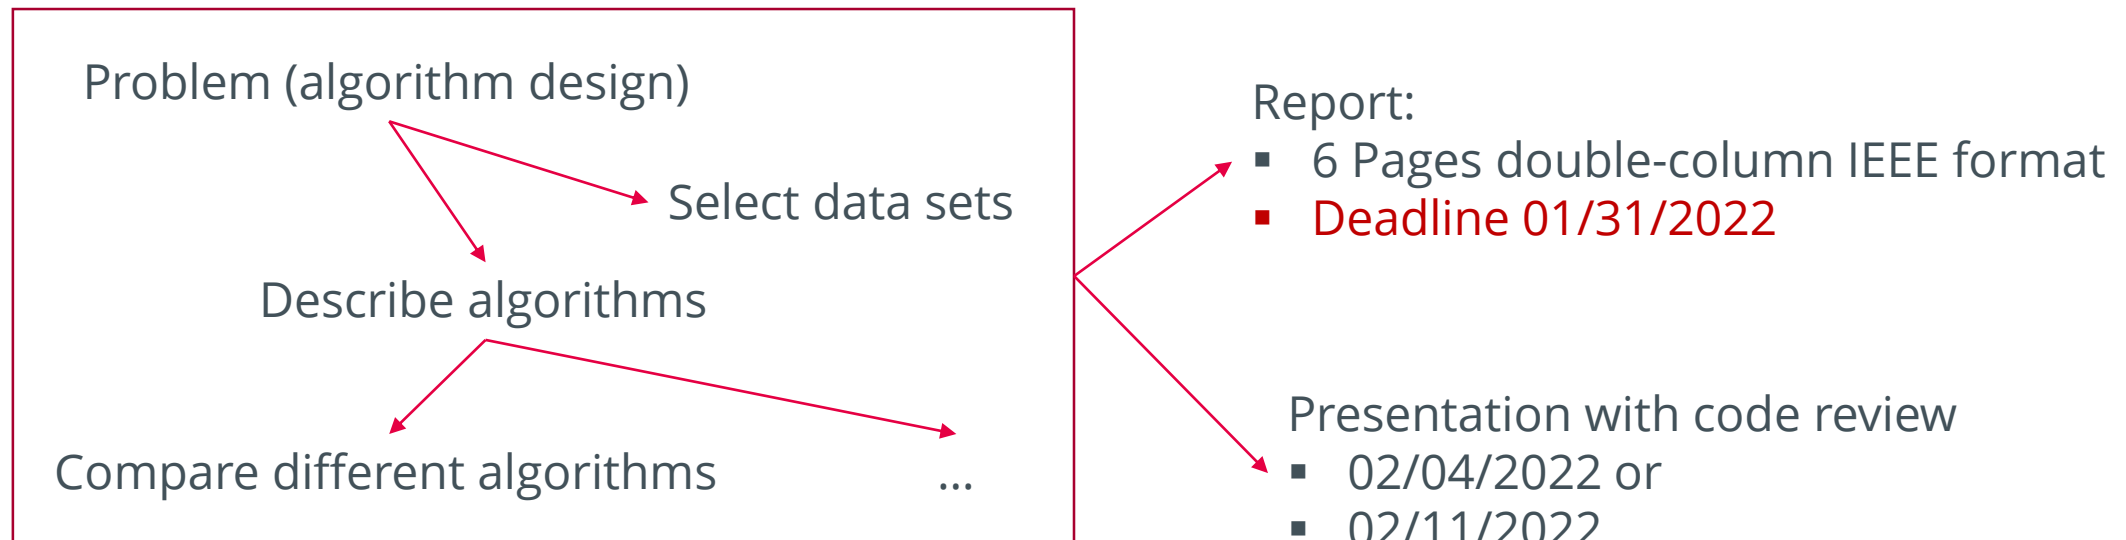 Problem (algorithm design)
Select data sets
Describe algorithms
Compare different algorithms
...
Report:
▪ 6 Pages double-column IEEE format
▪ Deadline 01/31/2022
Presentation with code review
▪ 02/04/2022 or
▪ 02/11/2022